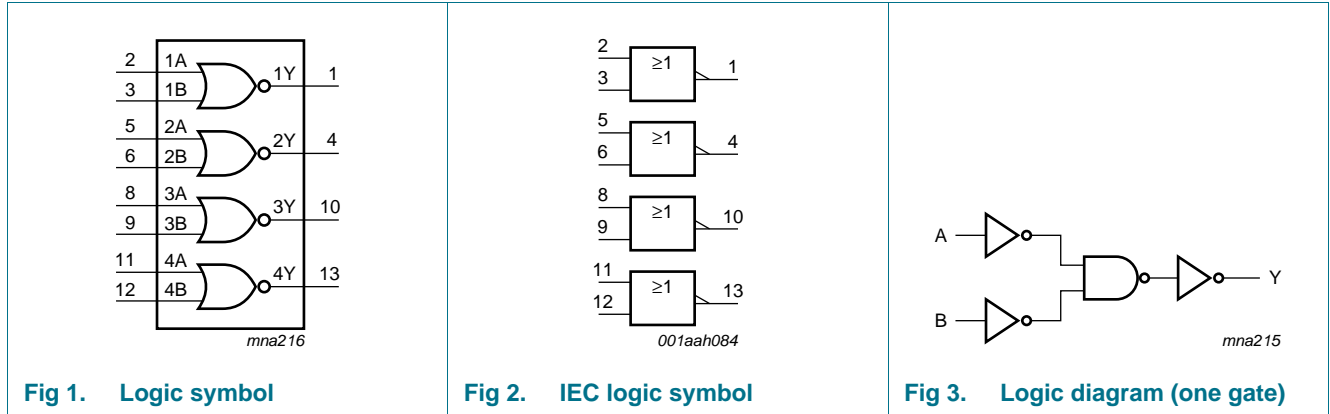 2 1A 1Y 1
3 1B
5 2A 2Y 4
6 2B
8 3A 3Y 10
9 3B
11 4A 4Y 13
12 4B
mna216
Fig 1. Logic symbol
2 ≥1 1
3
5 ≥1 4
6
8 ≥1 10
9
11 ≥1 13
12
001aah084
Fig 2. IEC logic symbol
A
Y
B
mna215
Fig 3. Logic diagram (one gate)